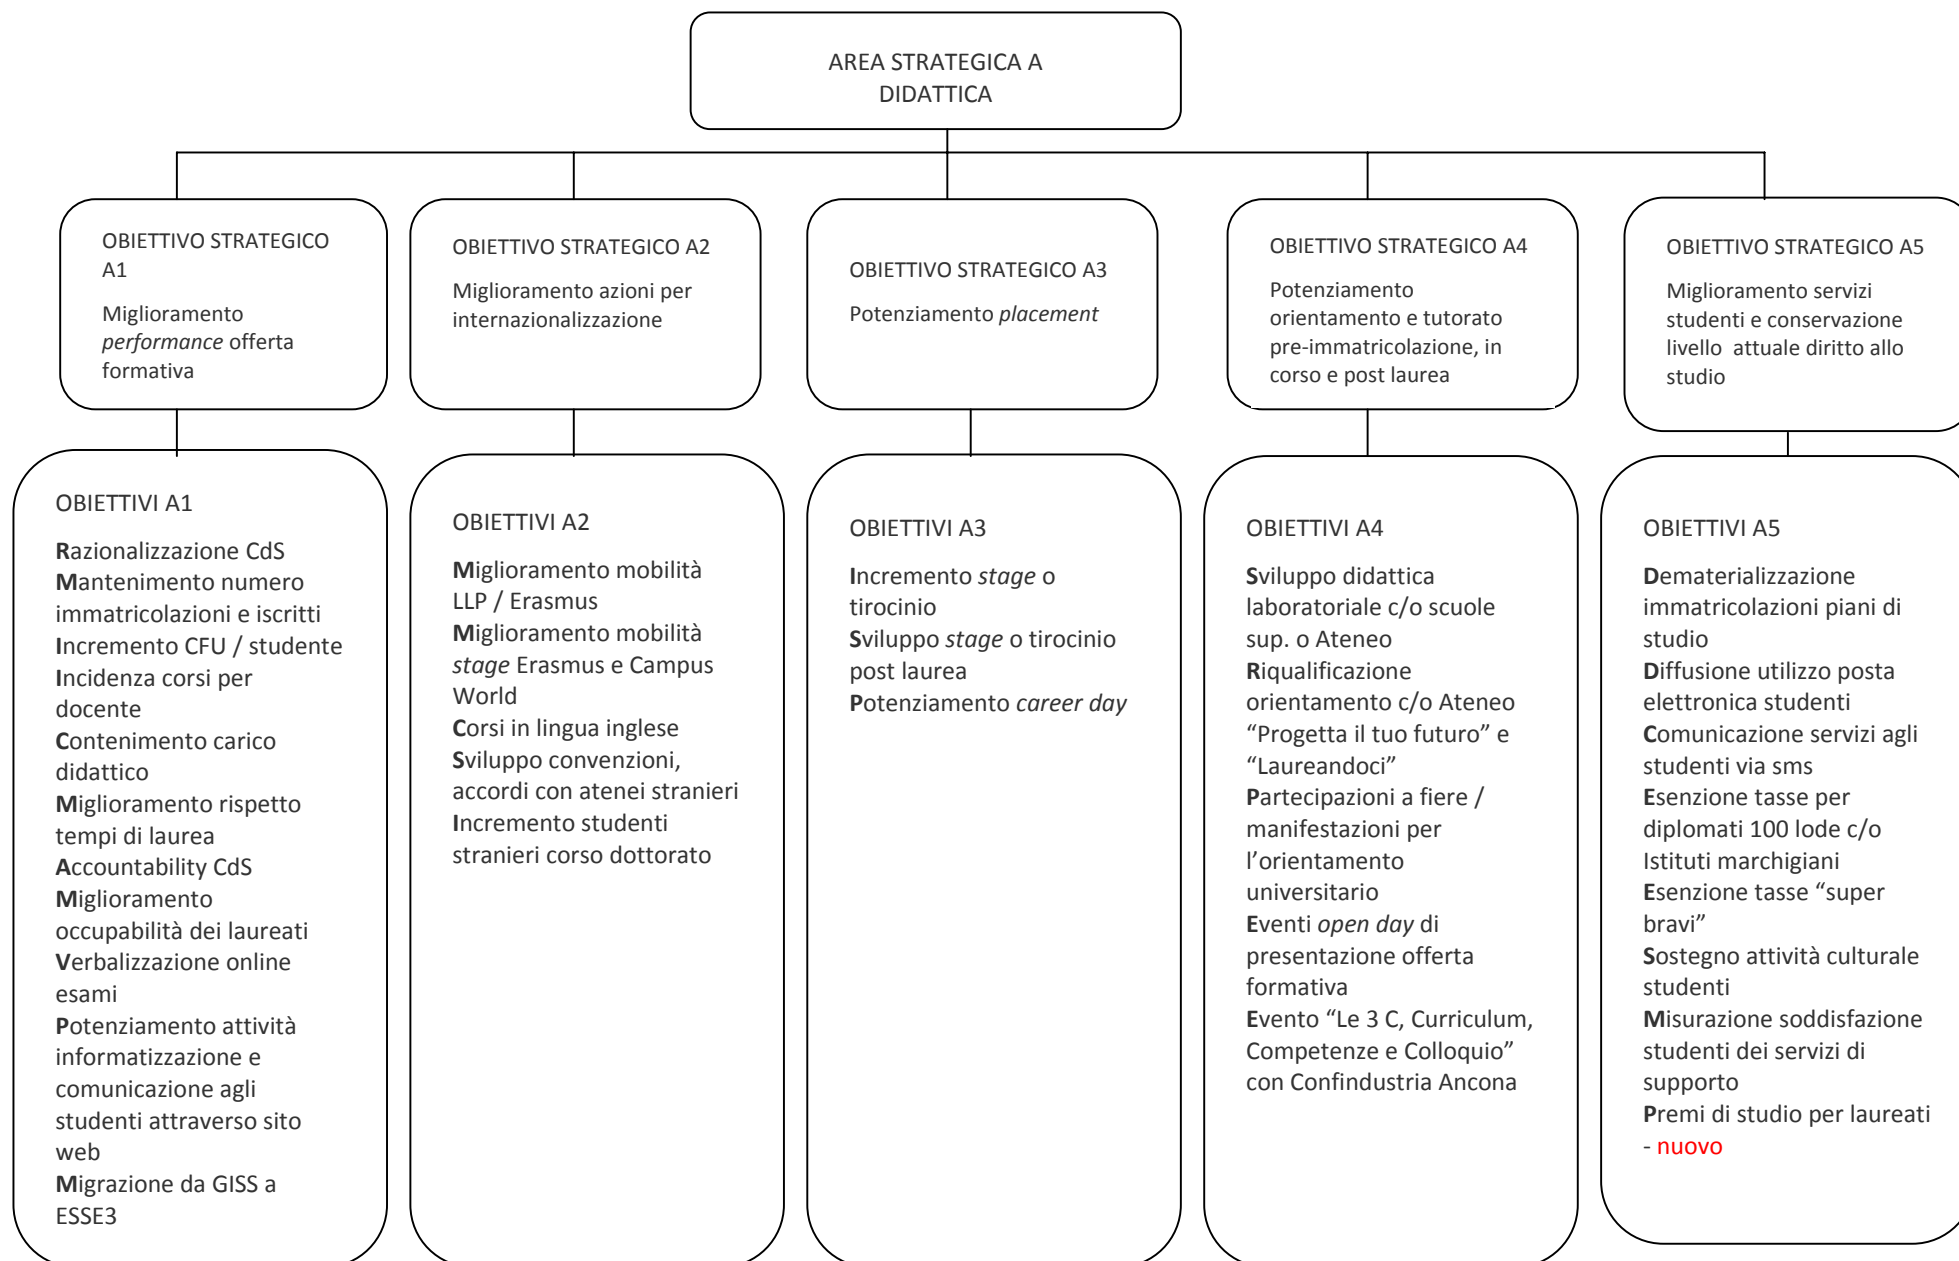 AREA STRATEGICA A
DIDATTICA
OBIETTIVO STRATEGICO
A1
Miglioramento
performance offerta
formativa
OBIETTIVO STRATEGICO A2
Miglioramento azioni per
internazionalizzazione
OBIETTIVO STRATEGICO A3
Potenziamento placement
OBIETTIVO STRATEGICO A4
Potenziamento
orientamento e tutorato
pre-immatricolazione, in
corso e post laurea
OBIETTIVO STRATEGICO A5
Miglioramento servizi
studenti e conservazione
livello  attuale diritto allo
studio
OBIETTIVI A1
Razionalizzazione CdS
Mantenimento numero
immatricolazioni e iscritti
Incremento CFU / studente
Incidenza corsi per
docente
Contenimento carico
didattico
Miglioramento rispetto
tempi di laurea
Accountability CdS
Miglioramento
occupabilità dei laureati
Verbalizzazione online
esami
Potenziamento attività
informatizzazione e
comunicazione agli
studenti attraverso sito
web
Migrazione da GISS a
ESSE3
OBIETTIVI A2
Miglioramento mobilità
LLP / Erasmus
Miglioramento mobilità
stage Erasmus e Campus
World
Corsi in lingua inglese
Sviluppo convenzioni,
accordi con atenei stranieri
Incremento studenti
stranieri corso dottorato
OBIETTIVI A3
Incremento stage o
tirocinio
Sviluppo stage o tirocinio
post laurea
Potenziamento career day
OBIETTIVI A4
Sviluppo didattica
laboratoriale c/o scuole
sup. o Ateneo
Riqualificazione
orientamento c/o Ateneo
“Progetta il tuo futuro” e
“Laureandoci”
Partecipazioni a fiere /
manifestazioni per
l’orientamento
universitario
Eventi open day di
presentazione offerta
formativa
Evento “Le 3 C, Curriculum,
Competenze e Colloquio”
con Confindustria Ancona
OBIETTIVI A5
Dematerializzazione
immatricolazioni piani di
studio
Diffusione utilizzo posta
elettronica studenti
Comunicazione servizi agli
studenti via sms
Esenzione tasse per
diplomati 100 lode c/o
Istituti marchigiani
Esenzione tasse “super
bravi”
Sostegno attività culturale
studenti
Misurazione soddisfazione
studenti dei servizi di
supporto
Premi di studio per laureati
- nuovo